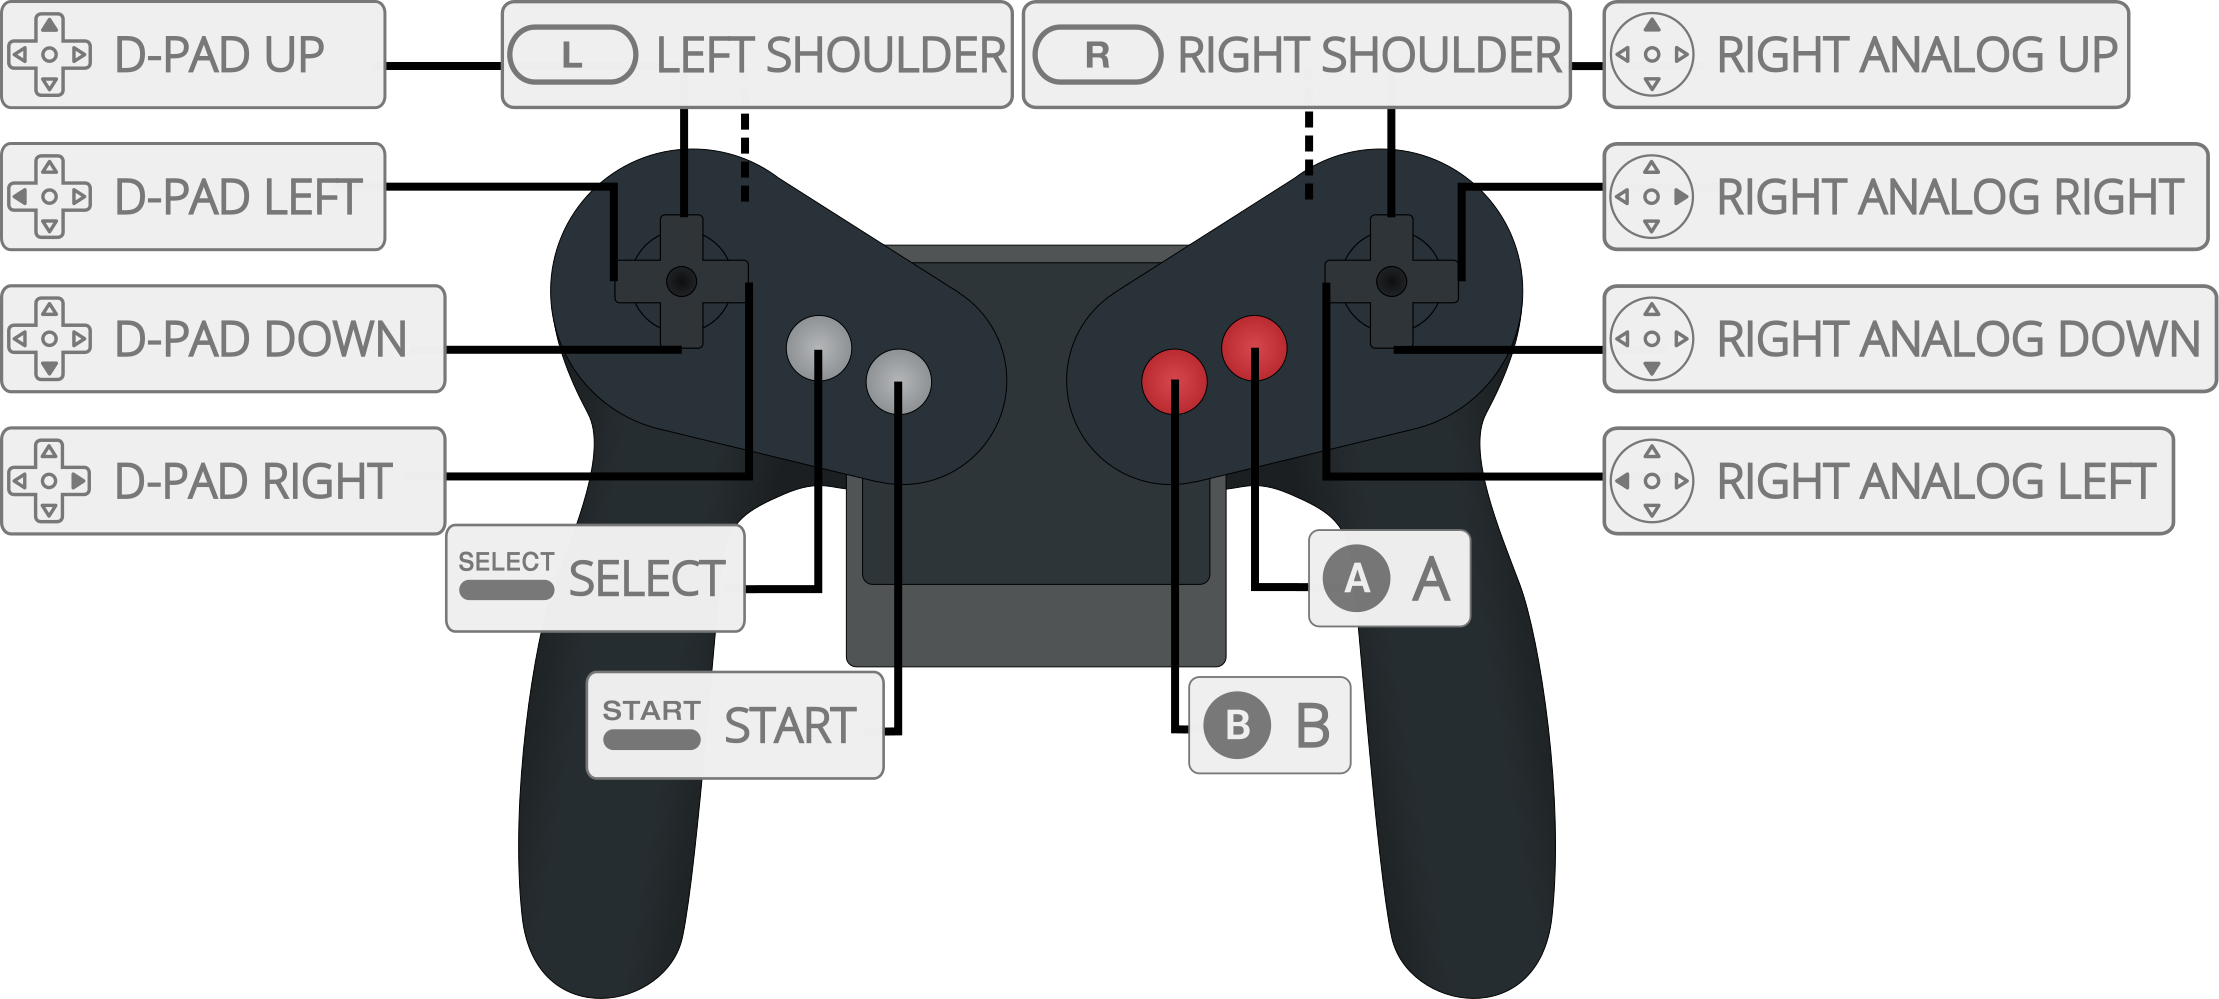 D-PAD UP
L LEFT SHOULDER
R RIGHT SHOULDER
RIGHT ANALOG UP
D-PAD LEFT
RIGHT ANALOG RIGHT
D-PAD DOWN
RIGHT ANALOG DOWN
D-PAD RIGHT
RIGHT ANALOG LEFT
SELECT SELECT
A A
START START
B B